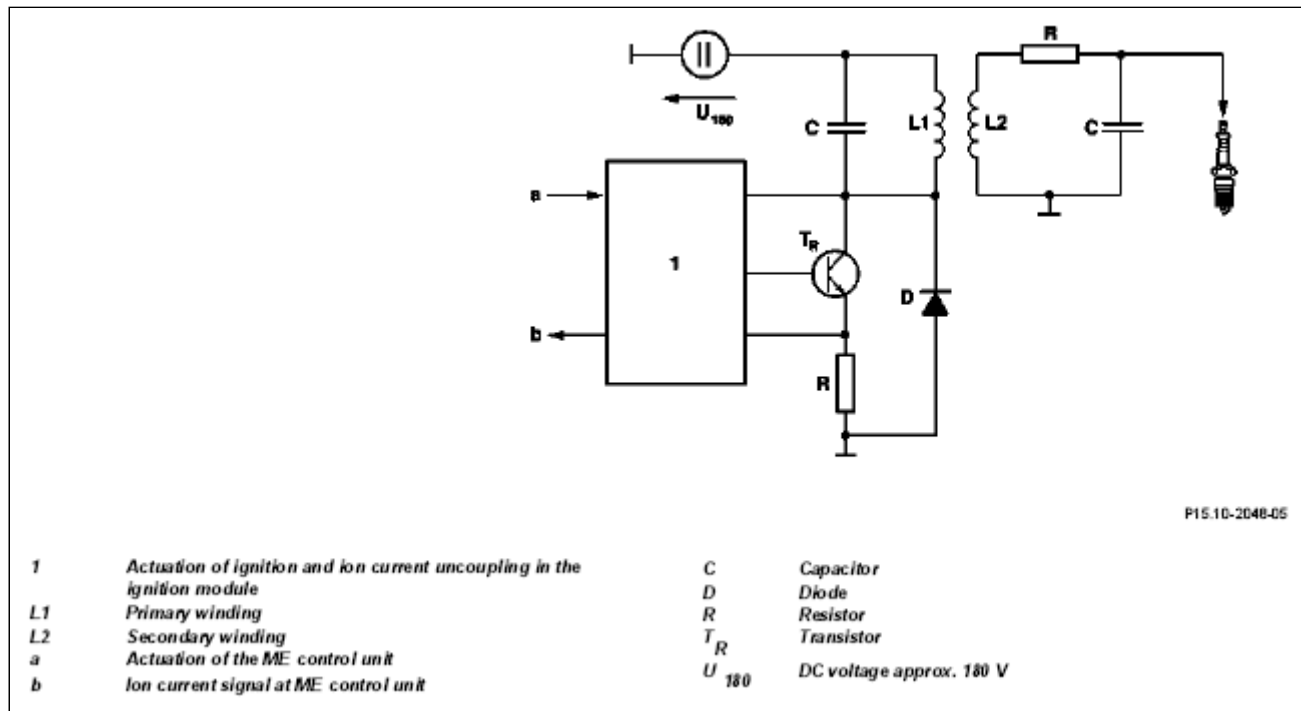 R
U180
C
L1
L2
C
a
TR
1
D
b
R
P15.10-2048-05
1 Actuation of ignition and ion current uncoupling in the
ignition module
L1 Primary winding
L2 Secondary winding
a Actuation of the ME control unit
b Ion current signal at ME control unit
C Capacitor
D Diode
R Resistor
TR Transistor
U 180 DC voltage approx. 180 V